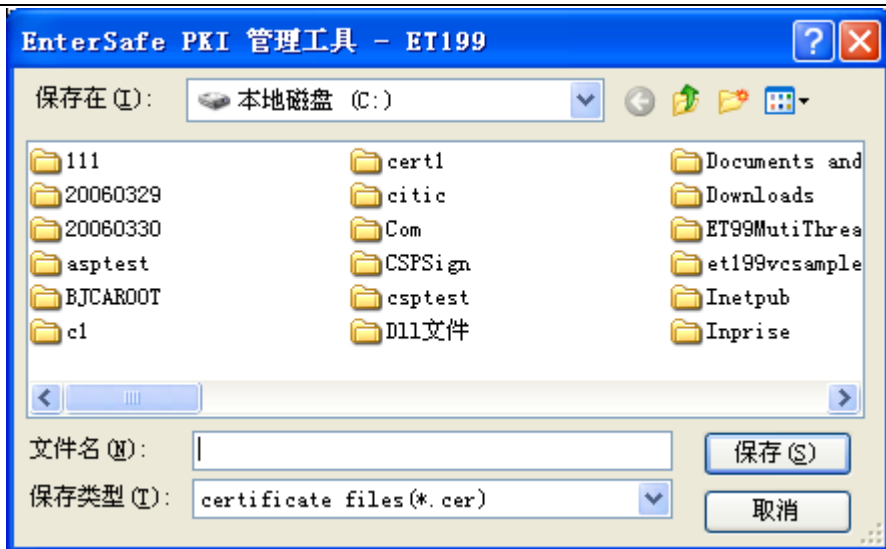 EnterSafe PKI 管理工具 - ET199
保存在(I): 本地磁盘 (C:)
111 cert1 Documents and
20060329 citic Downloads
20060330 Com ET99MutiThrea
asptest CSPSign et199vcsample
BJCAROOT csptest Inetpub
c1 Dll文件 Inprise
文件名(N): 保存(S)
保存类型(T): certificate files(*.cer) 取消